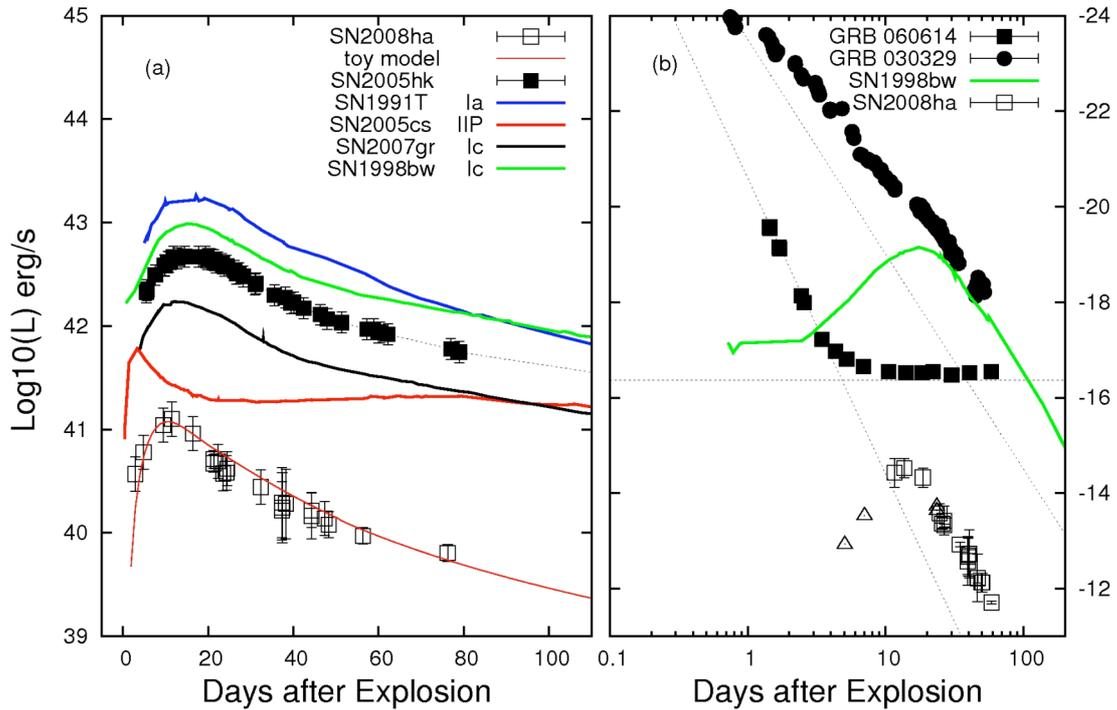 45
44
43
42
41
40
39
Log10(L) erg/s
(a)
SN2008ha
toy model
SN2005hk
SN1991T Ia
SN2005cs IIP
SN2007gr Ic
SN1998bw Ic
0 20 40 60 80 100
Days after Explosion
(b)
GRB 060614
GRB 030329
SN1998bw
SN2008ha
-24
-22
-20
-18
-16
-14
-12
0.1 1 10 100
Days after Explosion